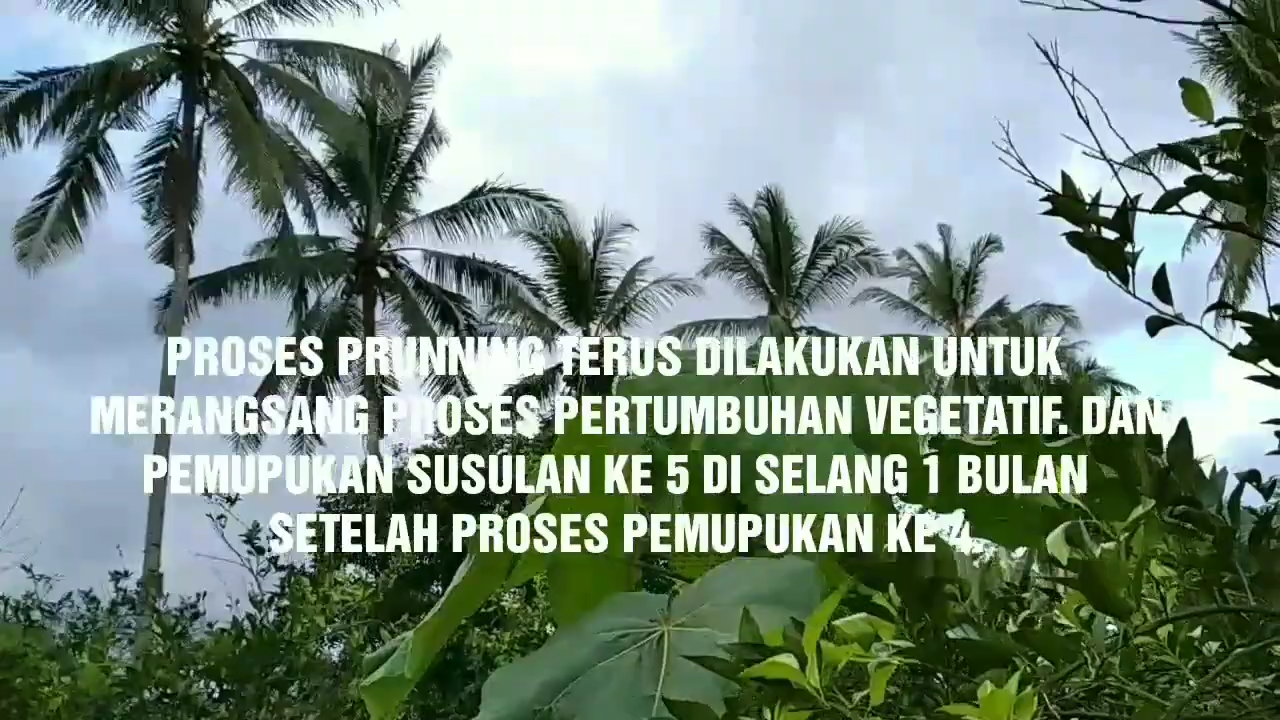 PROSES PRUNNING TERUS DILAKUKAN UNTUK
MERANGSANG PROSES PERTUMBUHAN VEGETATIF. DAN
PEMUPUKAN SUSULAN KE 5 DI SELANG 1 BULAN
SETELAH PROSES PEMUPUKAN KE 4.